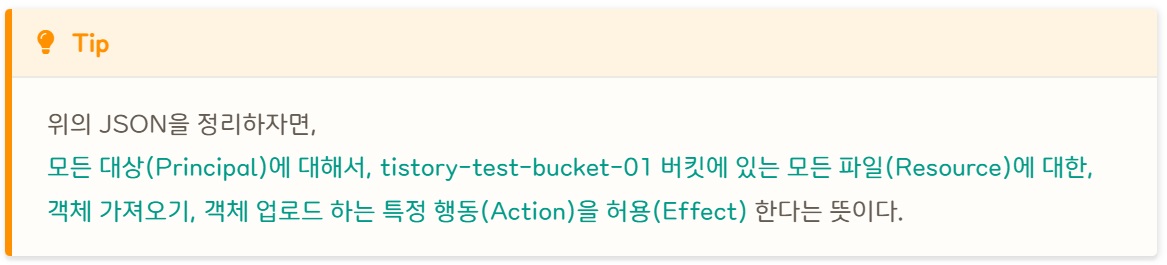 Tip
위의 JSON을 정리하자면,
모든 대상(Principal)에 대해서, tistory-test-bucket-01 버킷에 있는 모든 파일(Resource)에 대한,
객체 가져오기, 객체 업로드 하는 특정 행동(Action)을 허용(Effect) 한다는 뜻이다.